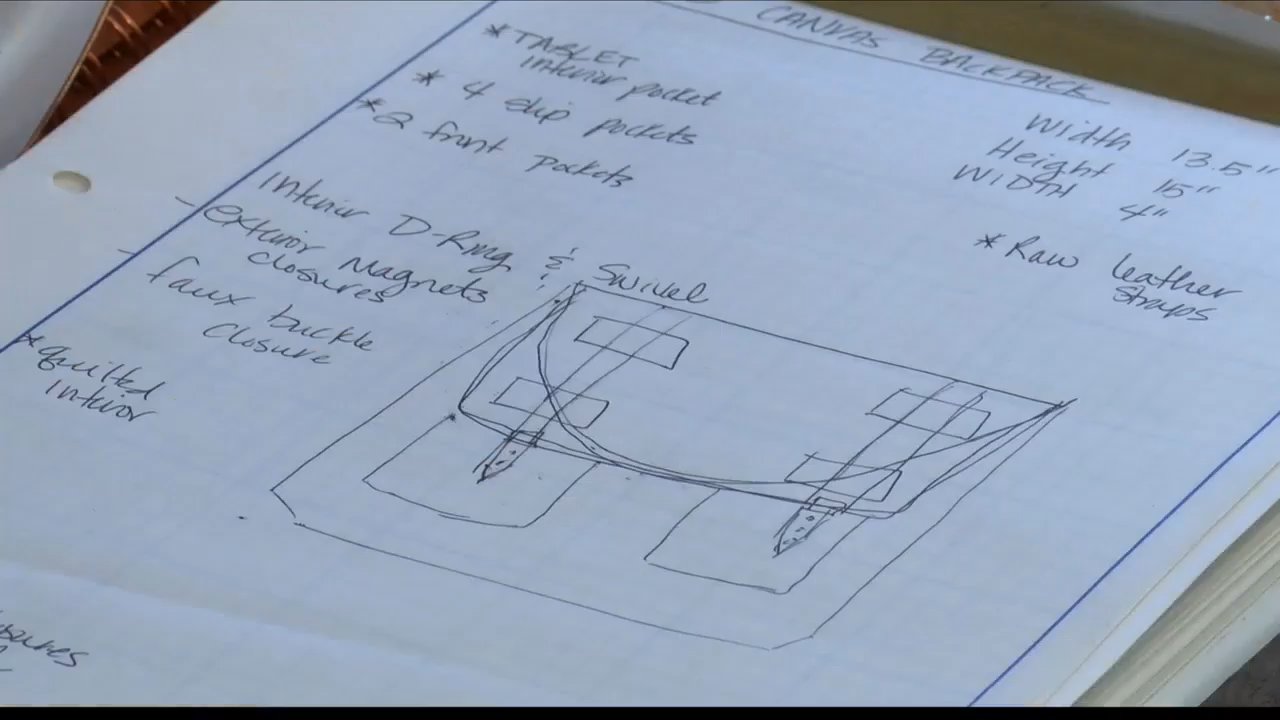 CANVAS BACKPACK
*TABLET
interior pocket
* 4 slip pockets
*2 front pockets
Width 13.5"
Height 15"
WIDTH 4"
* Raw leather
straps
Interior D-Ring & Swivel
- exterior Magnets
closures
- faux buckle
closure
*quilted
Interior